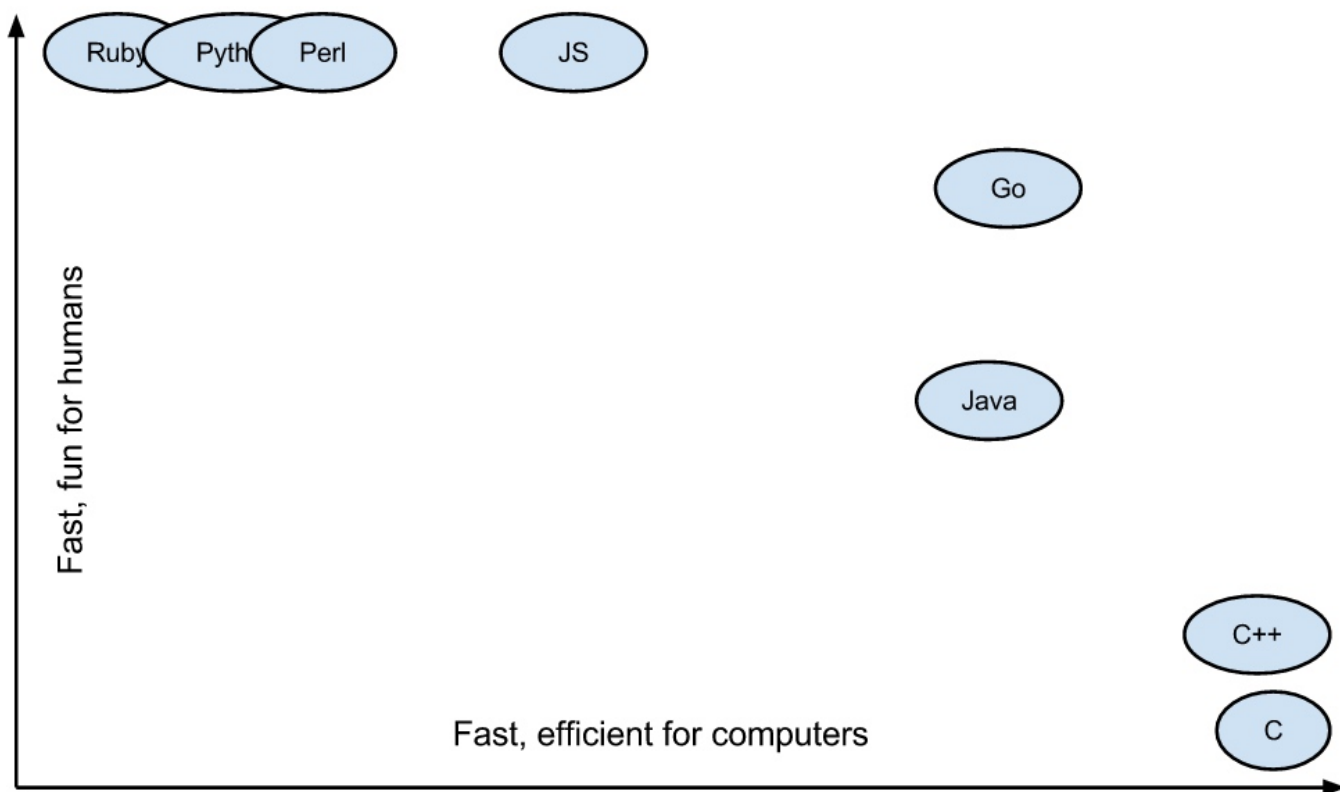 Ruby
Pyth
Perl
JS
Go
Fast, fun for humans
Java
C++
Fast, efficient for computers
C